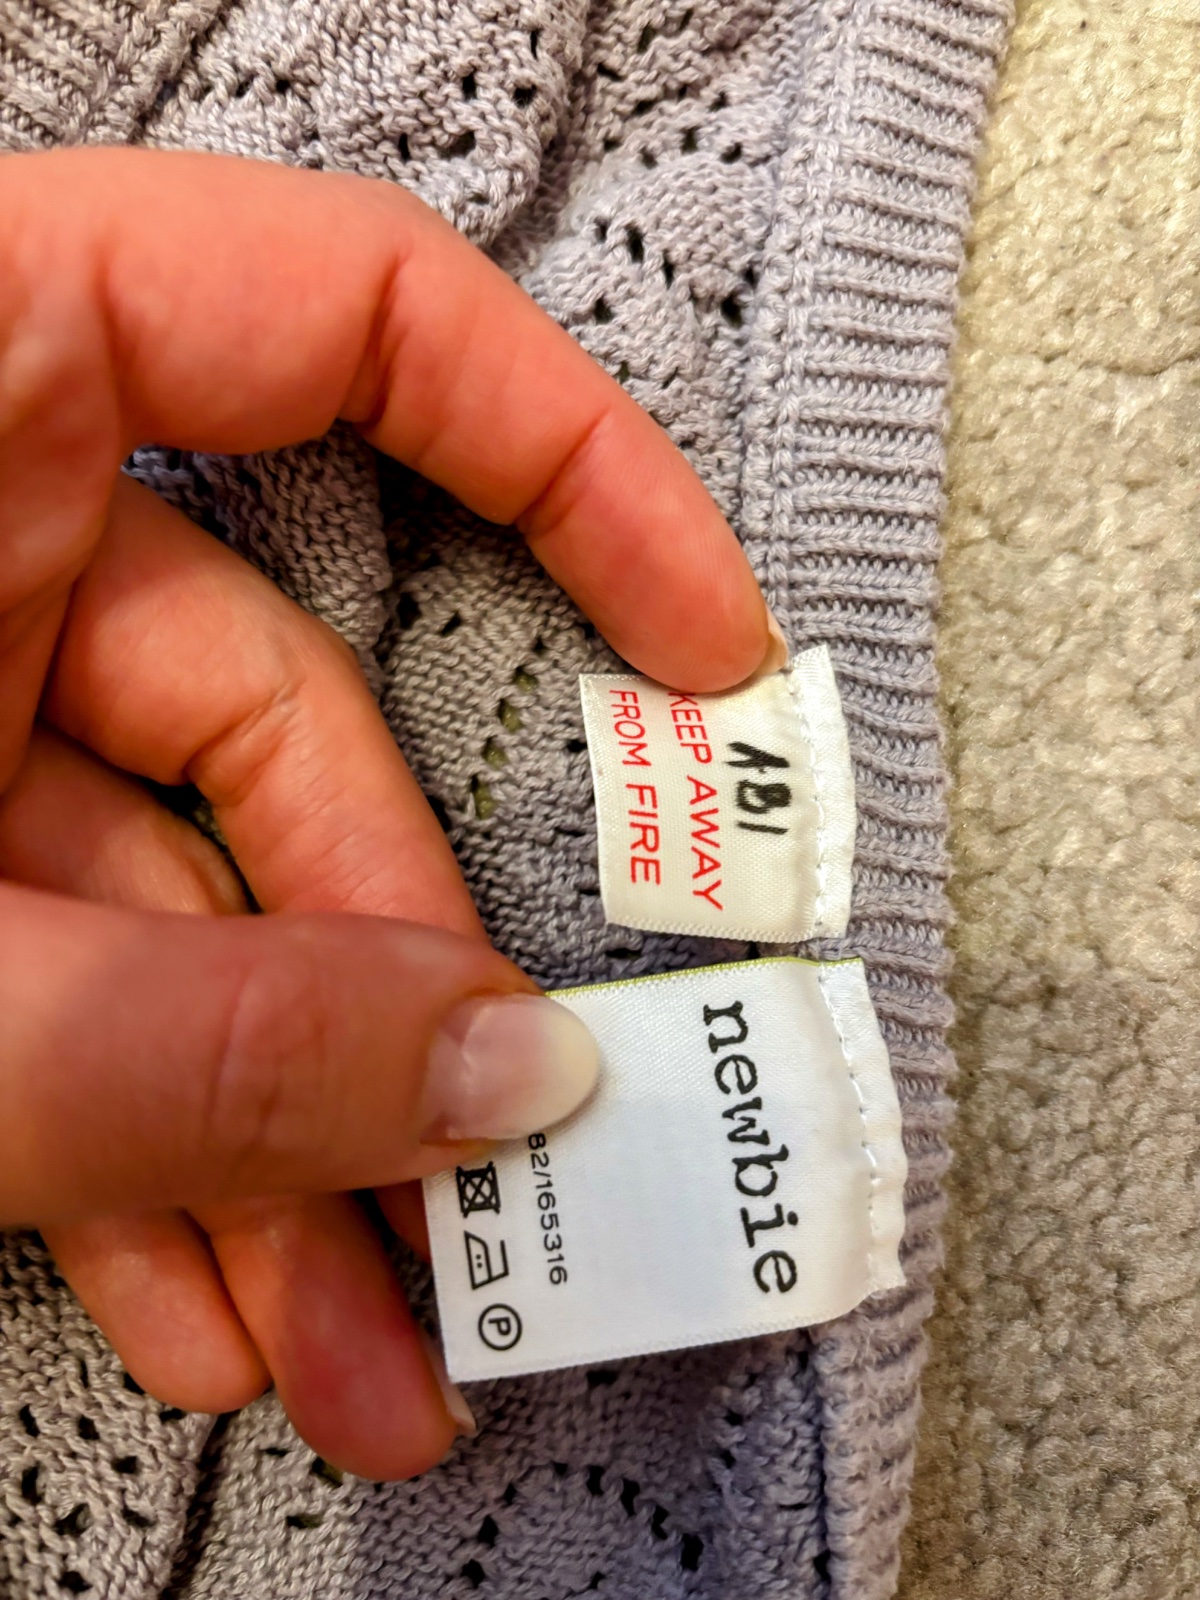 ABI
KEEP AWAY
FROM FIRE
newbie
82/165316
P